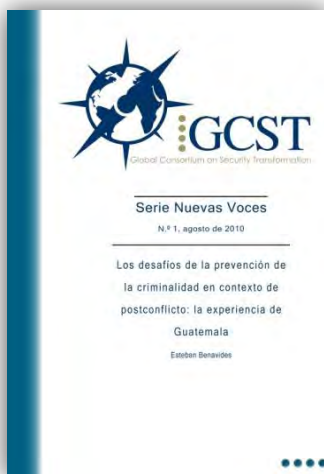 GCST
Global Consortium on Security Transformation
Serie Nuevas Voces
N.º 1, agosto de 2010
Los desafíos de la prevención de
la criminalidad en contexto de
postconflicto: la experiencia de
Guatemala
Esteban Benavides